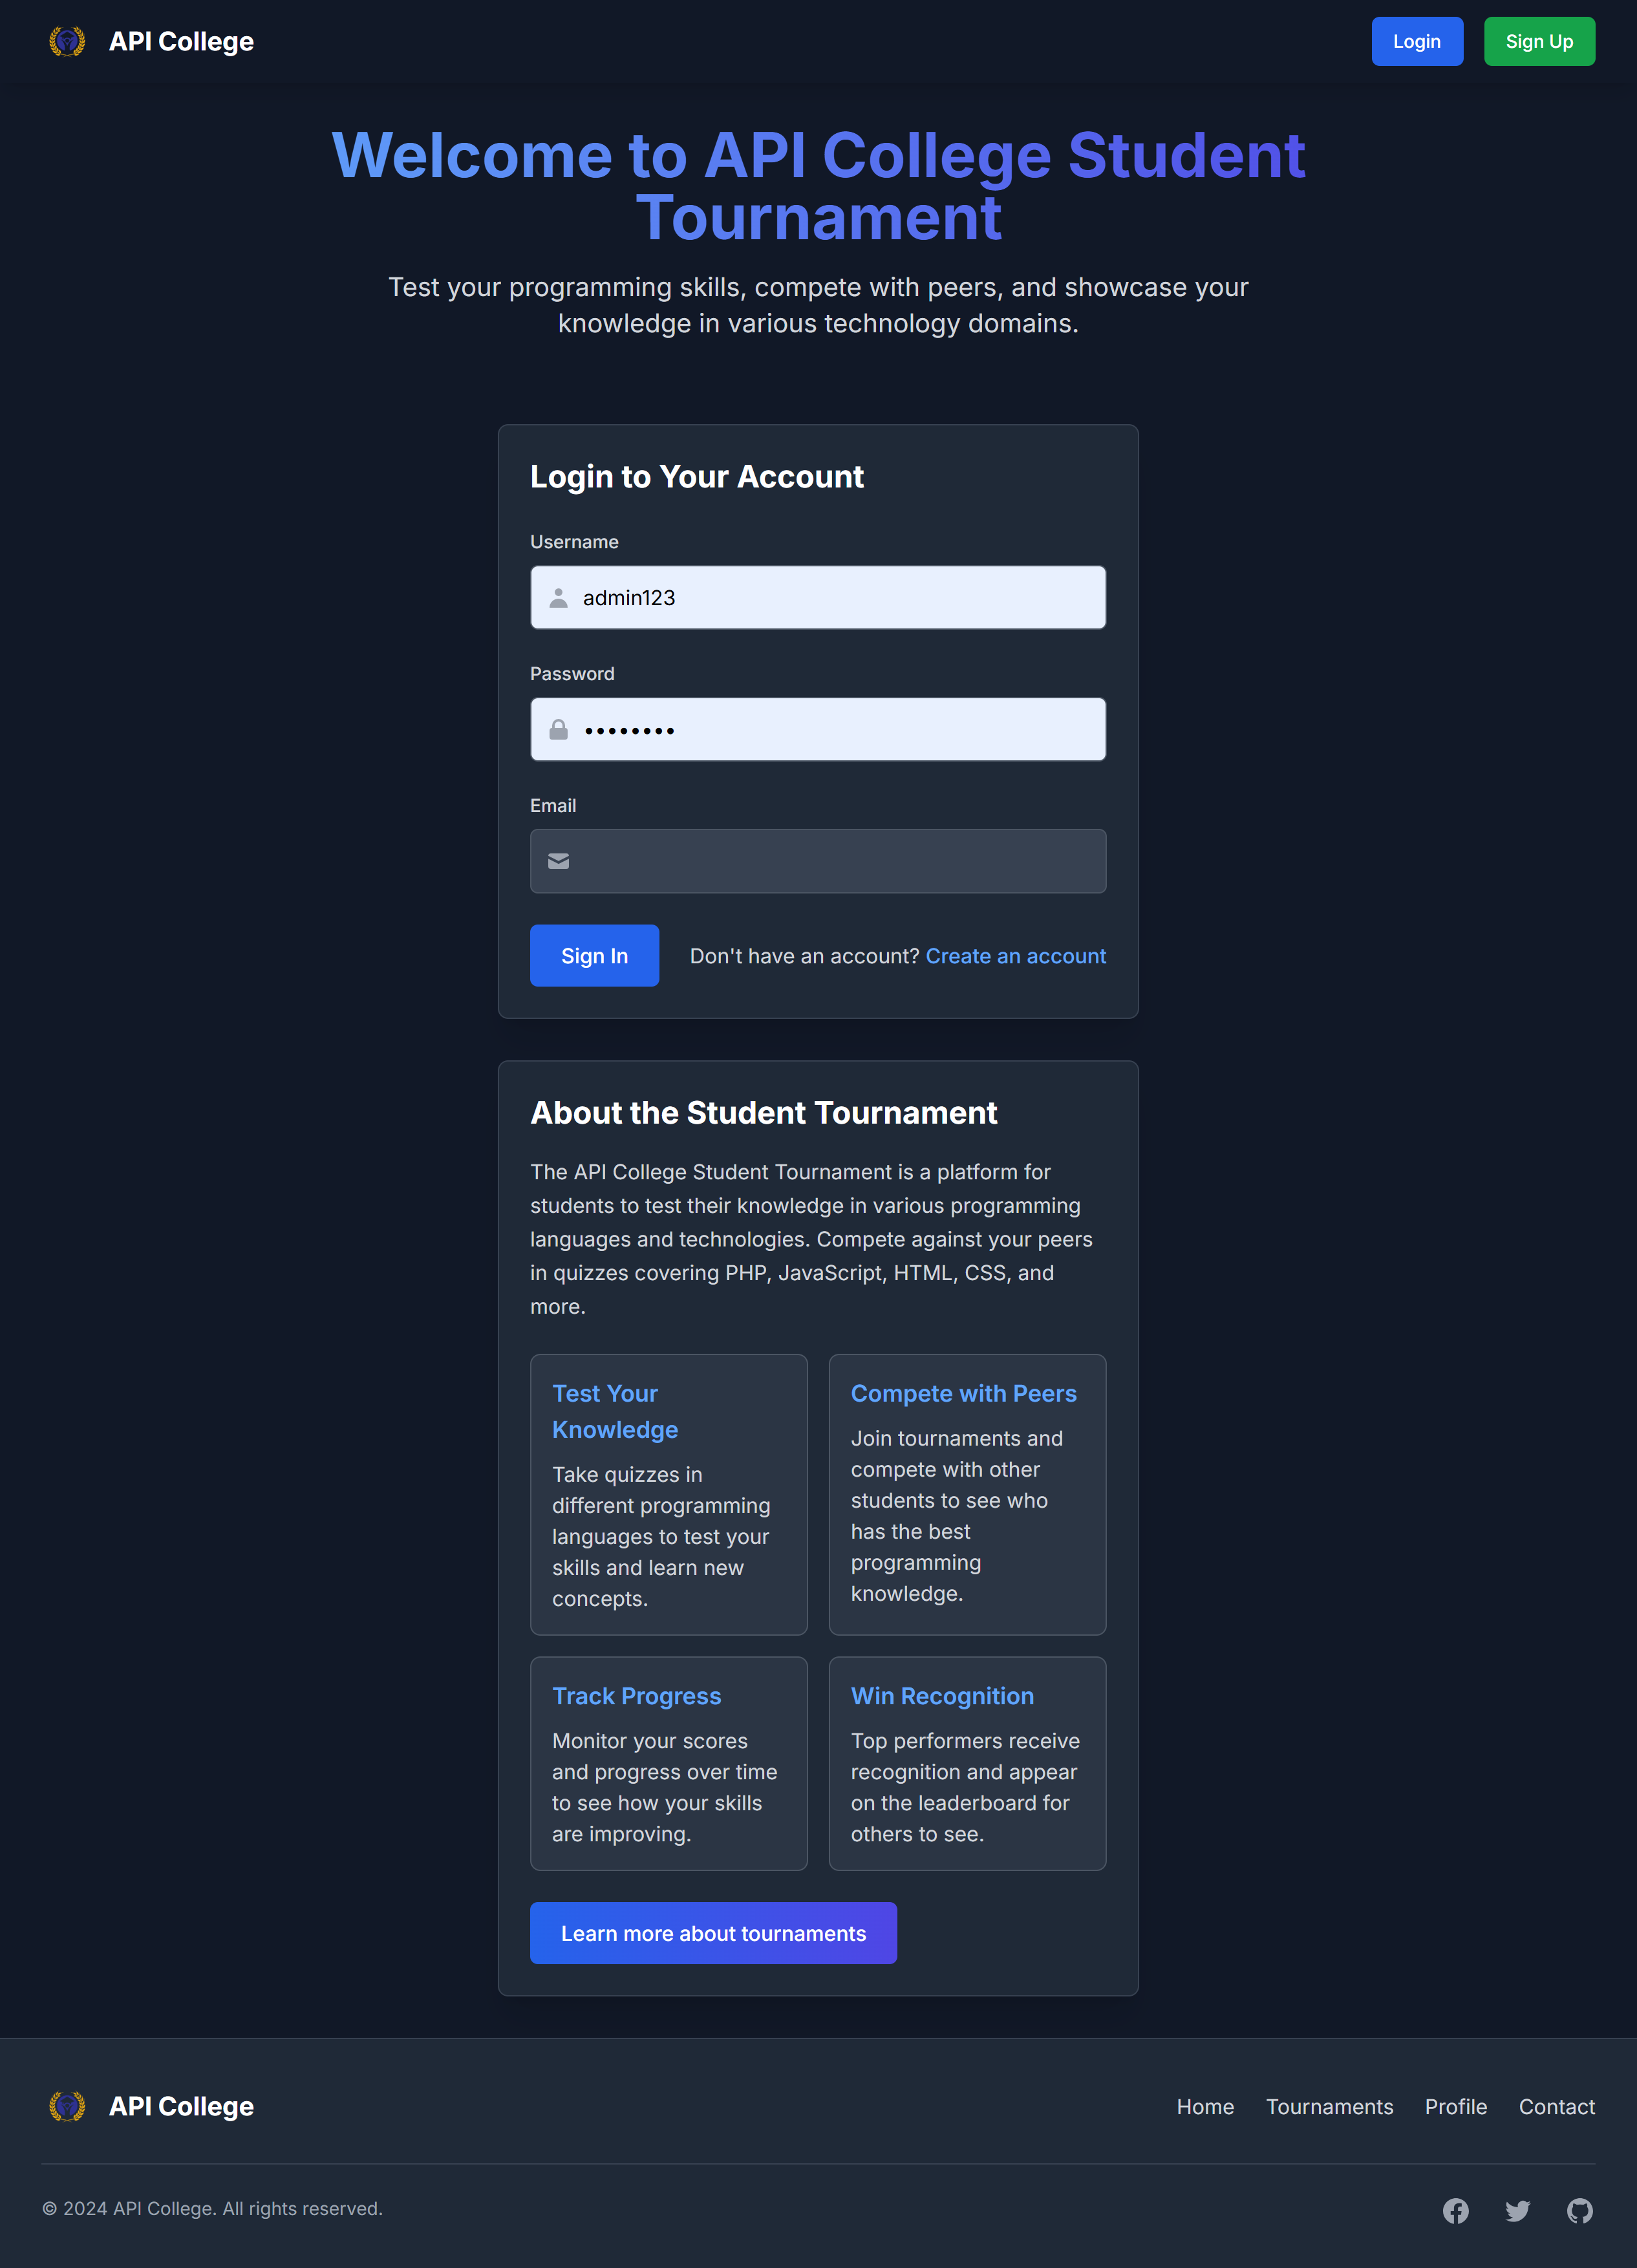 API College
Login
Sign Up
Welcome to API College Student
Tournament
Test your programming skills, compete with peers, and showcase your
knowledge in various technology domains.
Login to Your Account
Username
admin123
Password
••••••••
Email
Sign In
Don't have an account? Create an account
About the Student Tournament
The API College Student Tournament is a platform for
students to test their knowledge in various programming
languages and technologies. Compete against your peers
in quizzes covering PHP, JavaScript, HTML, CSS, and
more.
Test Your
Knowledge
Take quizzes in
different programming
languages to test your
skills and learn new
concepts.
Compete with Peers
Join tournaments and
compete with other
students to see who
has the best
programming
knowledge.
Track Progress
Monitor your scores
and progress over time
to see how your skills
are improving.
Win Recognition
Top performers receive
recognition and appear
on the leaderboard for
others to see.
Learn more about tournaments
API College
Home
Tournaments
Profile
Contact
© 2024 API College. All rights reserved.